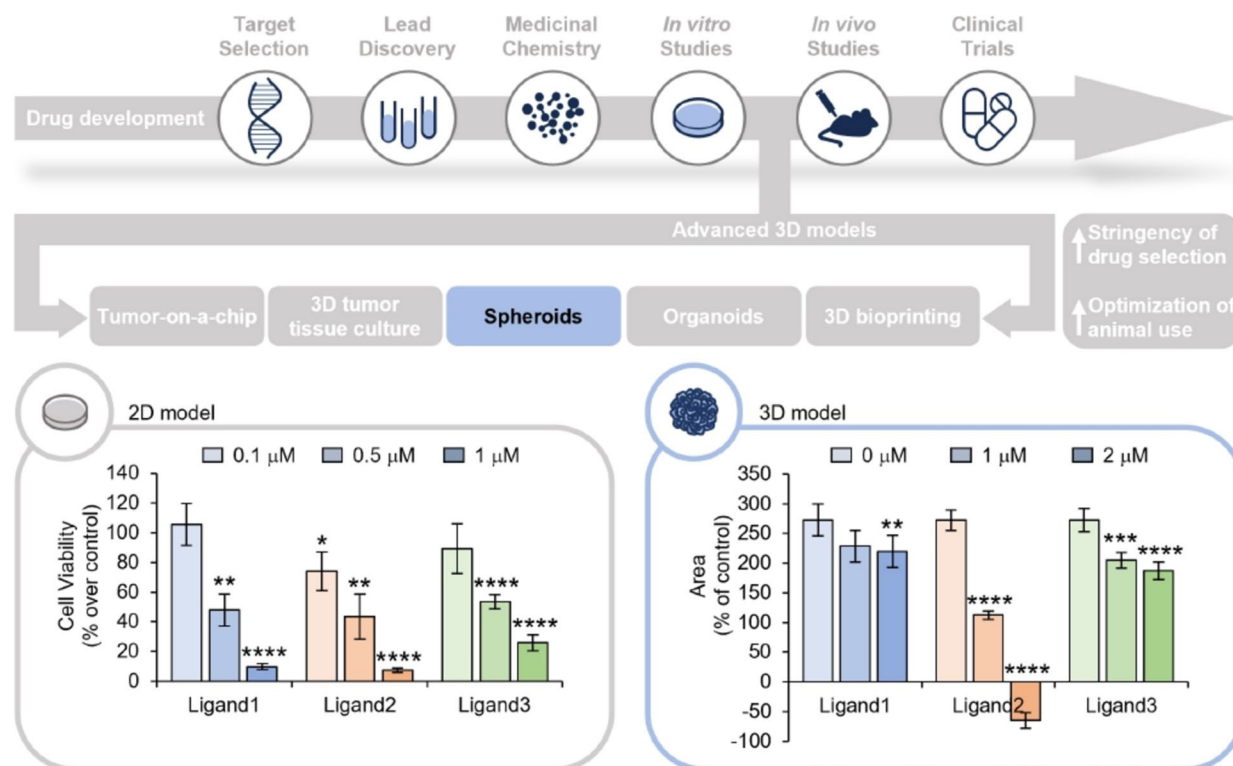 Target
Selection
Lead
Discovery
Medicinal
Chemistry
In vitro
Studies
In vivo
Studies
Clinical
Trials
Drug development
Advanced 3D models
↑Stringency of
drug selection
↑Optimization of
animal use
Tumor-on-a-chip
3D tumor
tissue culture
Spheroids
Organoids
3D bioprinting
2D model
0.1 μM 0.5 μM 1 μM
Cell Viability
(% over control)
140
120
100
80
60
40
20
0
** ****
* ** ****
**** ****
Ligand1 Ligand2 Ligand3
3D model
0 μM 1 μM 2 μM
Area
(% of control)
350
300
250
200
150
100
50
0
-50
-100
**
**** ****
*** ****
Ligand1 Ligand2 Ligand3